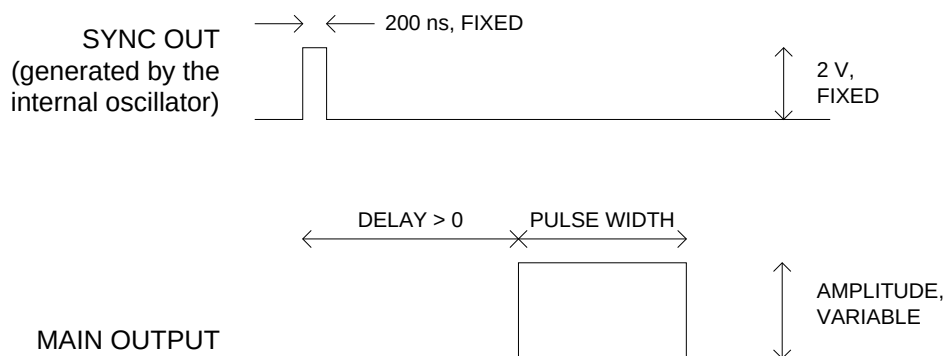 200 ns, FIXED
SYNC OUT
(generated by the
internal oscillator)
2 V,
FIXED
DELAY > 0
PULSE WIDTH
AMPLITUDE,
VARIABLE
MAIN OUTPUT